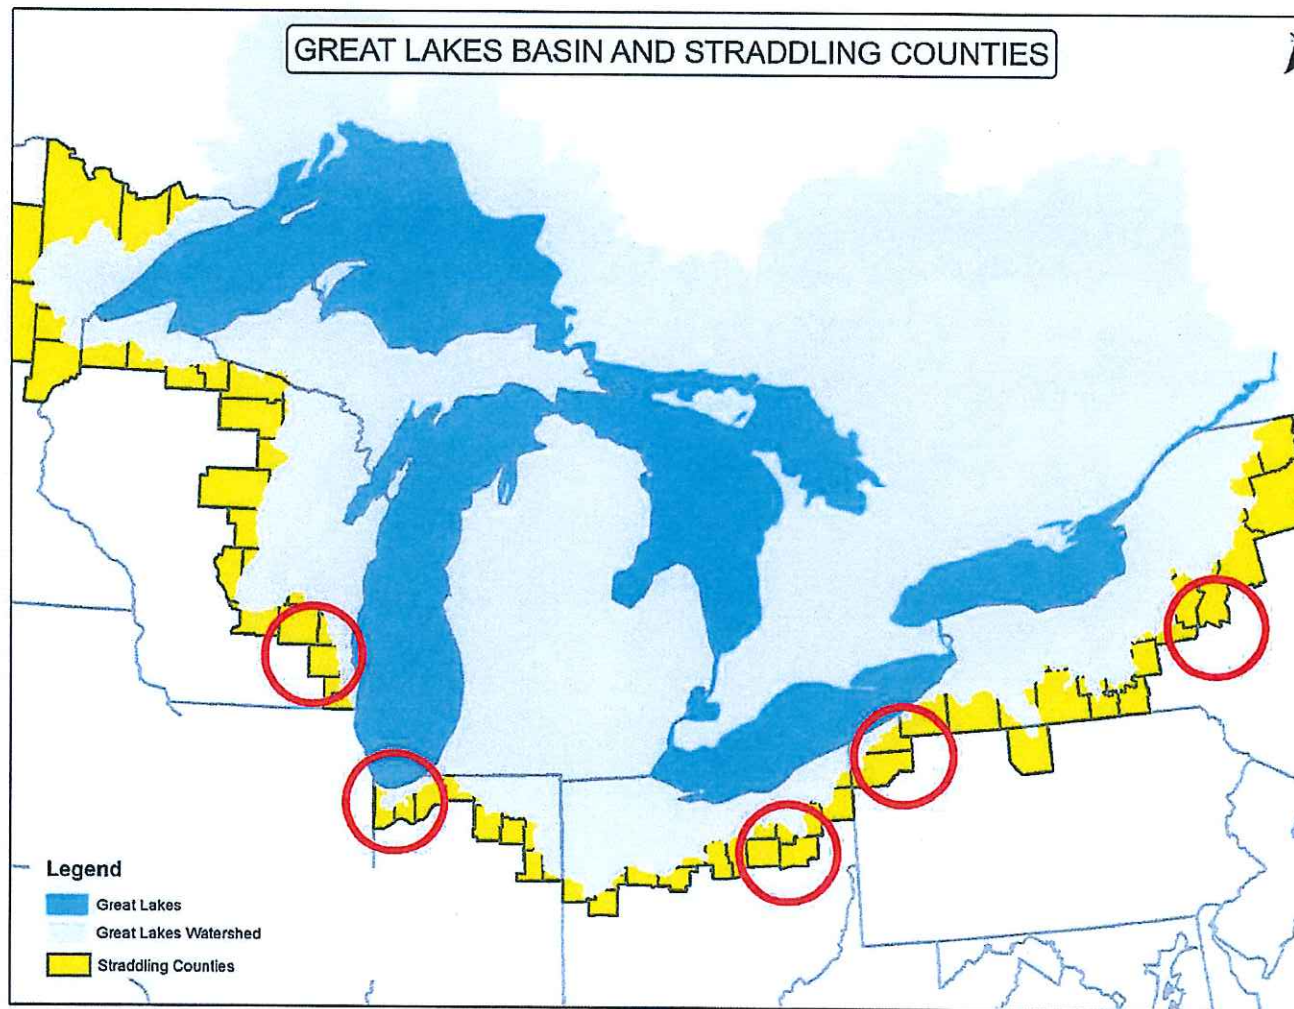 GREAT LAKES BASIN AND STRADDLING COUNTIES
Legend
Great Lakes
Great Lakes Watershed
Straddling Counties